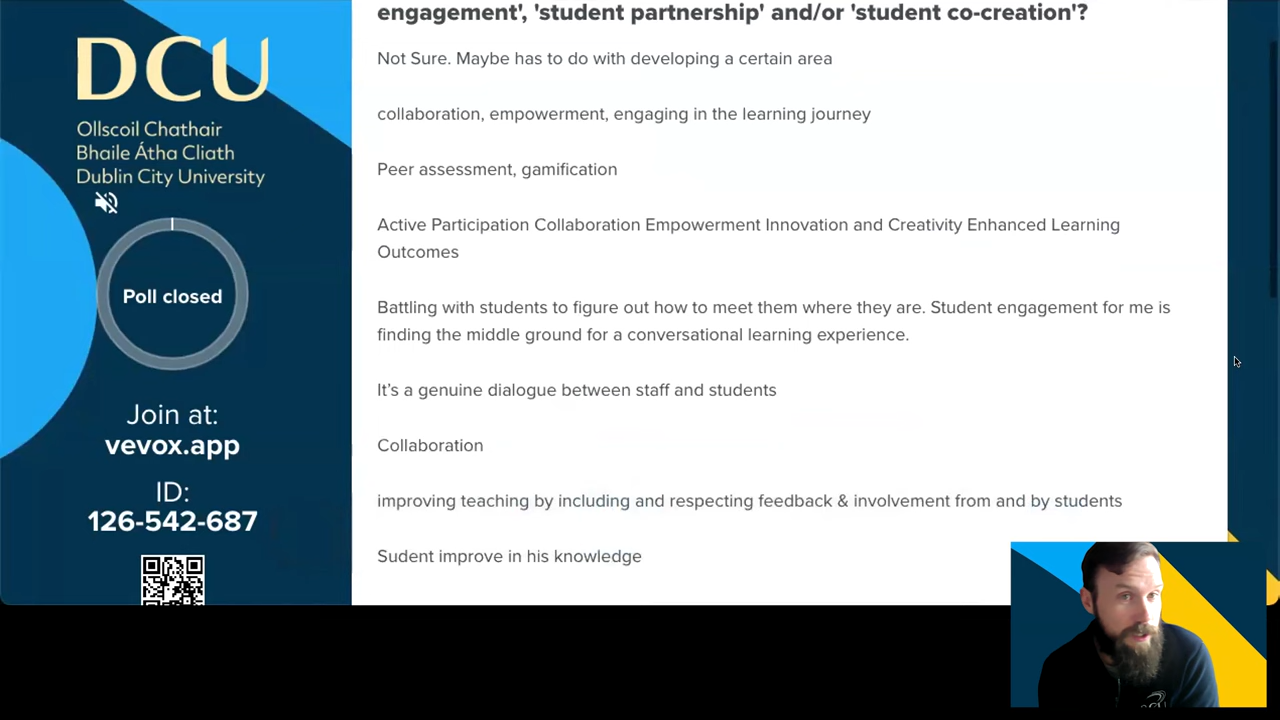 engagement', 'student partnership' and/or 'student co-creation'?
Not Sure. Maybe has to do with developing a certain area
collaboration, empowerment, engaging in the learning journey
Peer assessment, gamification
Active Participation Collaboration Empowerment Innovation and Creativity Enhanced Learning
Outcomes
Battling with students to figure out how to meet them where they are. Student engagement for me is
finding the middle ground for a conversational learning experience.
It's a genuine dialogue between staff and students
Collaboration
improving teaching by including and respecting feedback & involvement from and by students
Sudent improve in his knowledge
DCU
Ollscoil Chathair
Bhaile Átha Cliath
Dublin City University
Poll closed
Join at:
vevox.app
ID:
126-542-687